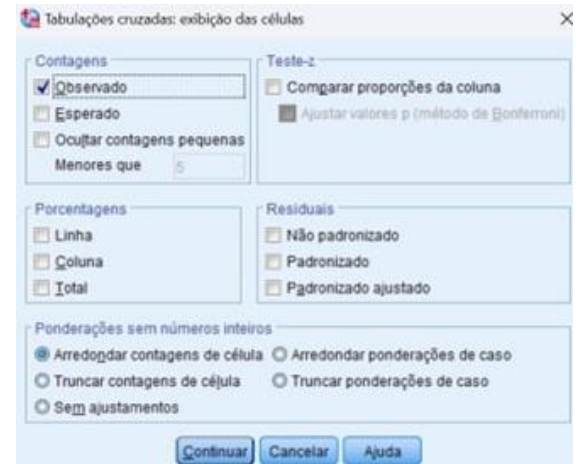 Tabulações cruzadas: exibição das células
Contagens
Observado
Esperado
Ocultar contagens pequenas
Menores que 5
Teste-z
Comparar proporções da coluna
Ajustar valores p (método de Bonferroni)
Porcentagens
Linha
Coluna
Total
Residuais
Não padronizado
Padronizado
Padronizado ajustado
Ponderações sem números inteiros
Arredondar contagens de célula Arredondar ponderações de caso
Truncar contagens de célula Truncar ponderações de caso
Sem ajustamentos
Continuar Cancelar Ajuda